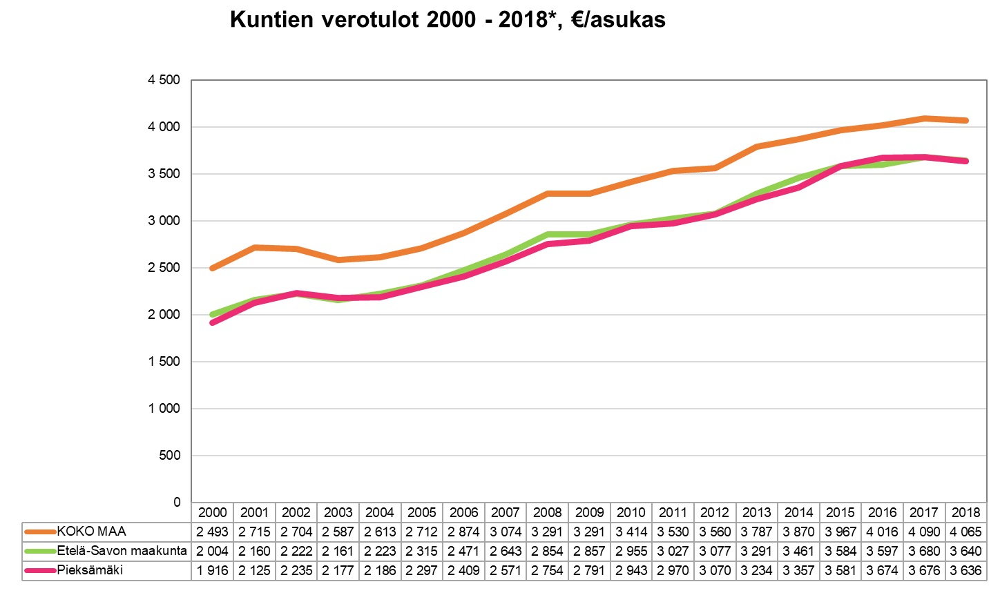 Kuntien verotulot 2000 - 2018*, €/asukas
4 500
4 000
3 500
3 000
2 500
2 000
1 500
1 000
500
0
2000 2001 2002 2003 2004 2005 2006 2007 2008 2009 2010 2011 2012 2013 2014 2015 2016 2017 2018
KOKO MAA 2 493 2 715 2 704 2 587 2 613 2 712 2 874 3 074 3 291 3 291 3 414 3 530 3 560 3 787 3 870 3 967 4 016 4 090 4 065
Etelä-Savon maakunta 2 004 2 160 2 222 2 161 2 223 2 315 2 471 2 643 2 854 2 857 2 955 3 027 3 077 3 291 3 461 3 584 3 597 3 680 3 640
Pieksämäki 1 916 2 125 2 235 2 177 2 186 2 297 2 409 2 571 2 754 2 791 2 943 2 970 3 070 3 234 3 357 3 581 3 674 3 676 3 636